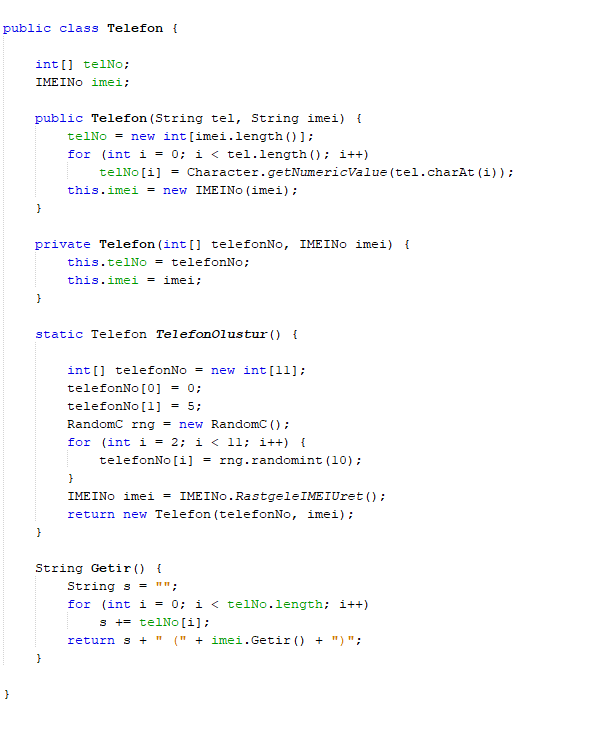 public class Telefon {
int[] telNo;
IMEINo imei;
public Telefon(String tel, String imei) {
telNo = new int[imei.length()];
for (int i = 0; i < tel.length(); i++)
telNo[i] = Character.getNumericValue(tel.charAt(i));
this.imei = new IMEINo(imei);
}
private Telefon(int[] telefonNo, IMEINo imei) {
this.telNo = telefonNo;
this.imei = imei;
}
static Telefon TelefonOlustur() {
int[] telefonNo = new int[11];
telefonNo[0] = 0;
telefonNo[1] = 5;
RandomC rng = new RandomC();
for (int i = 2; i < 11; i++) {
telefonNo[i] = rng.randomint(10);
}
IMEINo imei = IMEINo.RastgeleIMEIUret();
return new Telefon(telefonNo, imei);
}
String Getir() {
String s = "";
for (int i = 0; i < telNo.length; i++)
s += telNo[i];
return s + " (" + imei.Getir() + ")";
}
}